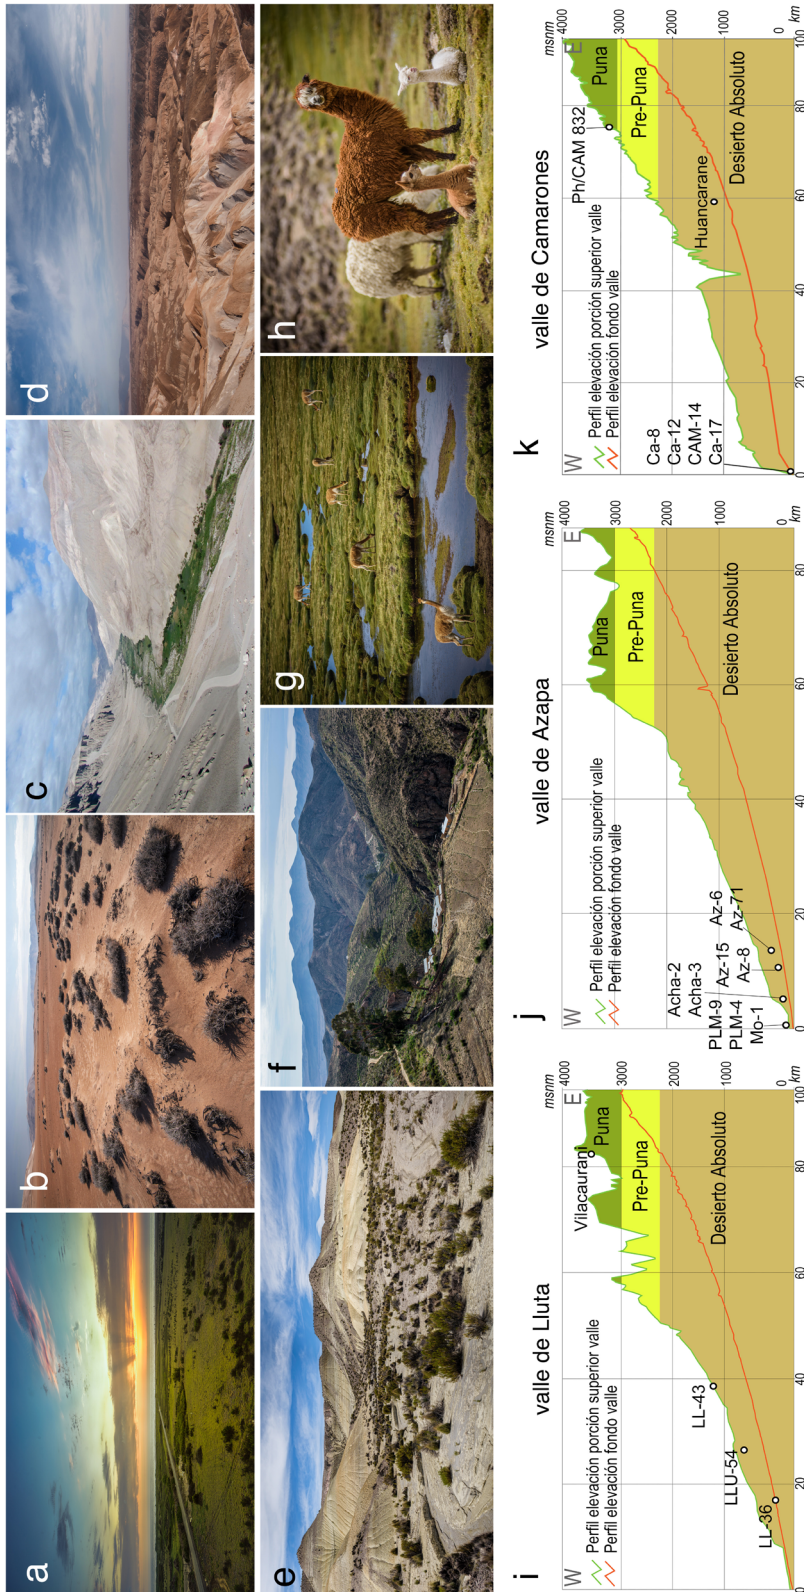 a
b
c
d
e
f
g
h
i
valle de Lluta
W
Perfil elevación porción superior valle
Perfil elevación fondo valle
msnm
4000
3000
2000
1000
0
E
Vilacaurani
Puna
Pre-Puna
Desierto Absoluto
LL-43
LLU-54
LL-36
0
20
40
60
80
100
km
j
valle de Azapa
W
Perfil elevación porción superior valle
Perfil elevación fondo valle
msnm
4000
3000
2000
1000
0
E
Puna
Pre-Puna
Desierto Absoluto
Acha-2
Acha-3
PLM-9
PLM-4
Mo-1
Az-15
Az-8
Az-6
Az-71
0
20
40
60
80
km
k
valle de Camarones
W
Perfil elevación porción superior valle
Perfil elevación fondo valle
msnm
4000
3000
2000
1000
0
E
Ph/CAM 832
Puna
Pre-Puna
Desierto Absoluto
Huancarane
Ca-8
Ca-12
CAM-14
Ca-17
0
20
40
60
80
100
km